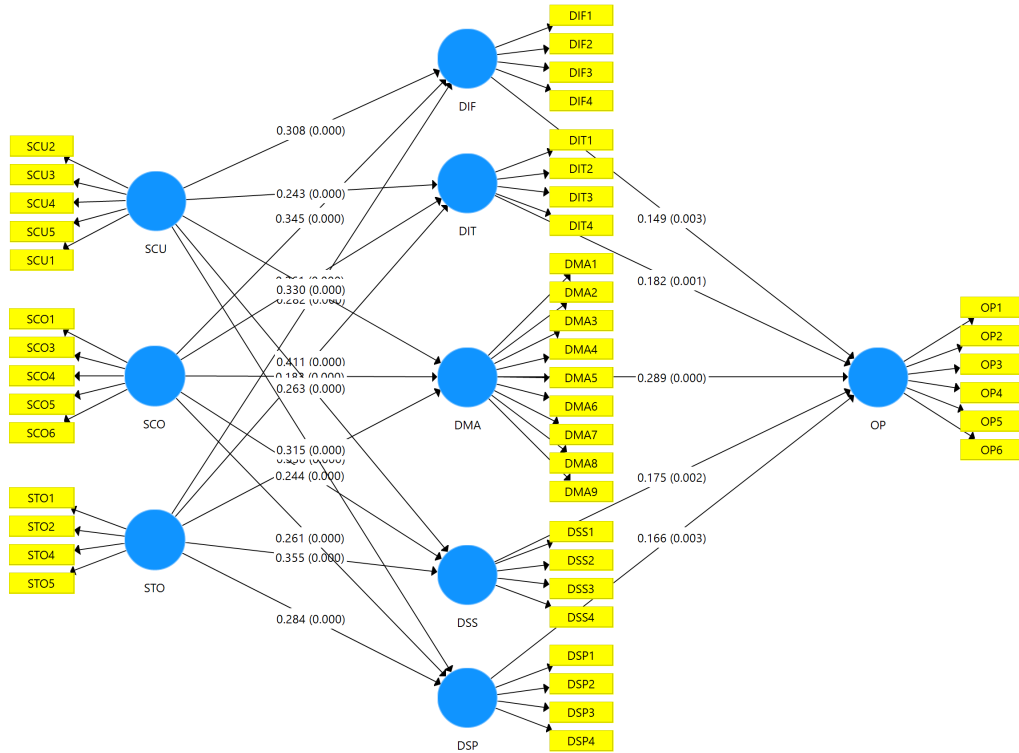 DIF1
DIF2
DIF3
DIF4
DIF
0.308 (0.000)
DIT1
DIT2
DIT3
DIT4
DIT
SCU2
SCU3
SCU4
SCU5
SCU1
SCU
0.243 (0.000)
0.345 (0.000)
0.149 (0.003)
0.182 (0.001)
0.330 (0.000)
0.282 (0.000)
DMA1
DMA2
DMA3
DMA4
DMA5
DMA6
DMA7
DMA8
DMA9
DMA
SCO1
SCO3
SCO4
SCO5
SCO6
SCO
0.411 (0.000)
0.263 (0.000)
0.289 (0.000)
OP1
OP2
OP3
OP4
OP5
OP6
OP
0.315 (0.000)
0.244 (0.000)
0.175 (0.002)
STO1
STO2
STO4
STO5
STO
0.261 (0.000)
0.355 (0.000)
0.166 (0.003)
DSS1
DSS2
DSS3
DSS4
DSS
0.284 (0.000)
DSP1
DSP2
DSP3
DSP4
DSP